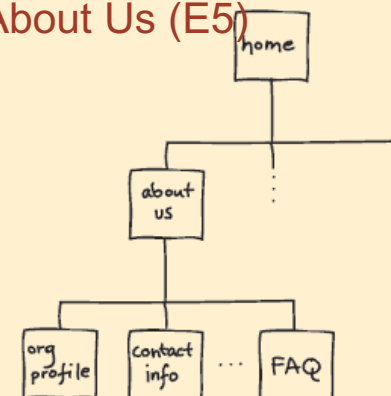 About Us (E5)
home
about
us
org
profile
contact
info
...
FAQ